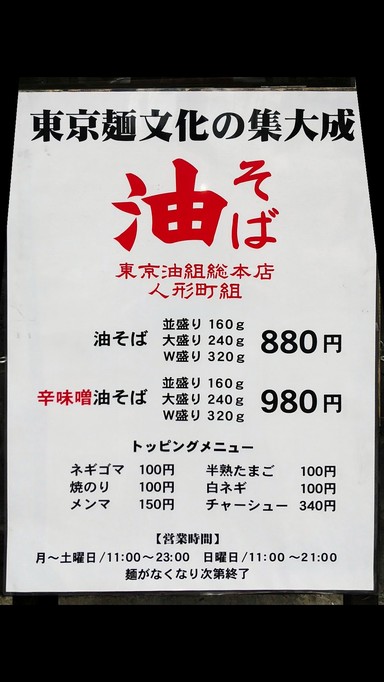 東京麺文化の集大成
油そば
東京油組総本店
人形町組
油そば 並盛り 160g 大盛り 240g W盛り 320g 880円
辛味噌油そば 並盛り 160g 大盛り 240g W盛り 320g 980円
トッピングメニュー
ネギゴマ 100円 半熟たまご 100円
焼のり 100円 白ネギ 100円
メンマ 150円 チャーシュー 340円
【営業時間】
月〜土曜日/11:00〜23:00 日曜日/11:00〜21:00
麺がなくなり次第終了